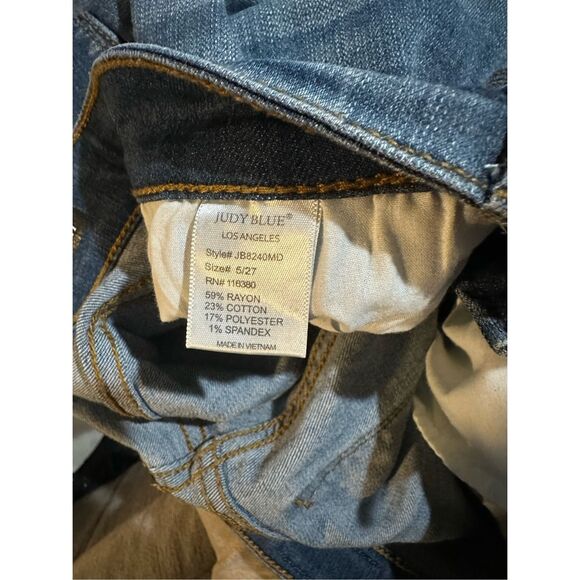 JUDY BLUE®
LOS ANGELES
Style# JB8240MD
Size# 5/27
RN# 116380
59% RAYON
23% COTTON
17% POLYESTER
1% SPANDEX
MADE IN VIETNAM